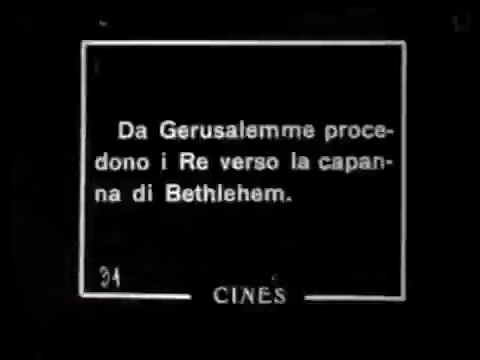 Da Gerusalemme proce-
dono i Re verso la capan-
na di Bethlehem.
34
CINES